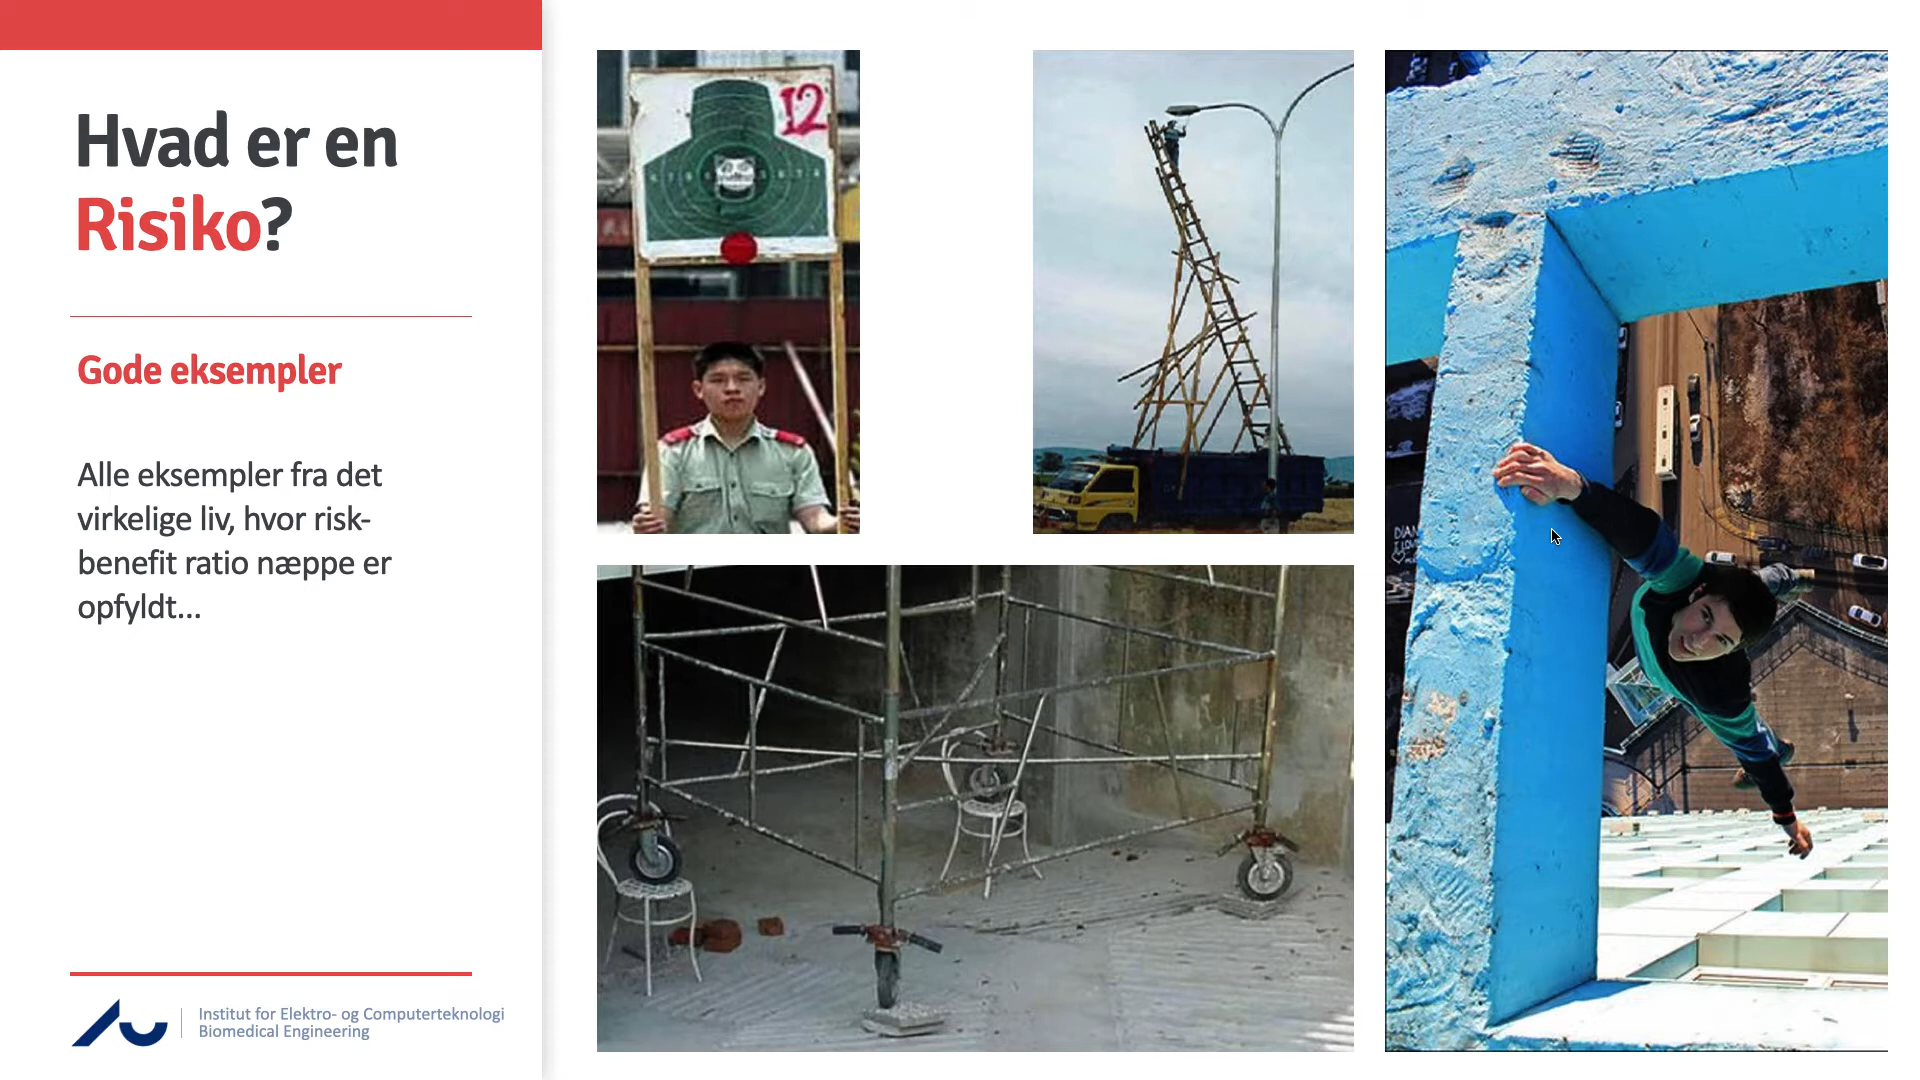 Hvad er en
Risiko?
Gode eksempler
Alle eksempler fra det
virkelige liv, hvor risk-
benefit ratio næppe er
opfyldt...
Institut for Elektro- og Computerteknologi
Biomedical Engineering
12